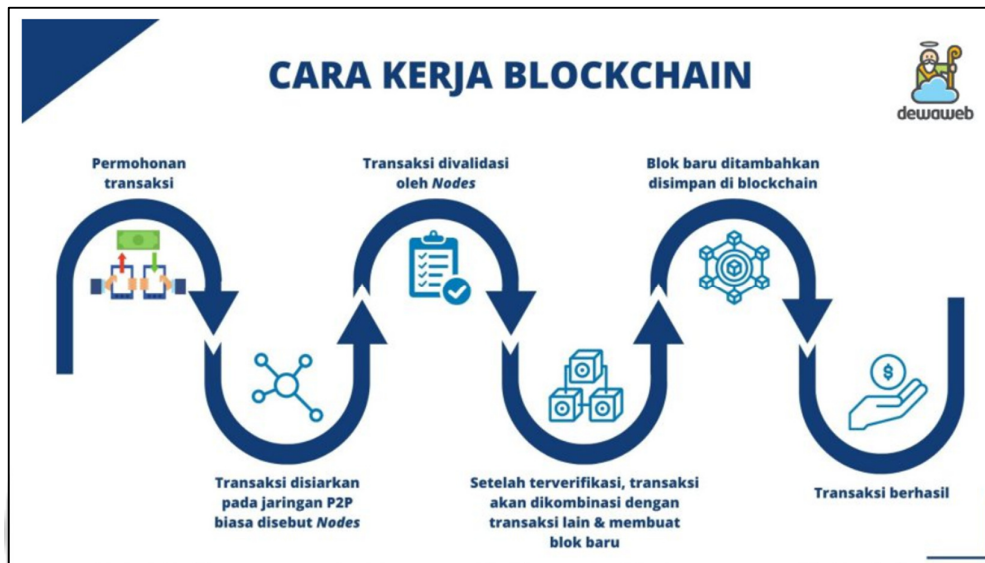 CARA KERJA BLOCKCHAIN
dewaweb
Permohonan
transaksi
Transaksi disiarkan
pada jaringan P2P
biasa disebut Nodes
Transaksi divalidasi
oleh Nodes
Setelah terverifikasi, transaksi
akan dikombinasi dengan
transaksi lain & membuat
blok baru
Blok baru ditambahkan
disimpan di blockchain
$
Transaksi berhasil